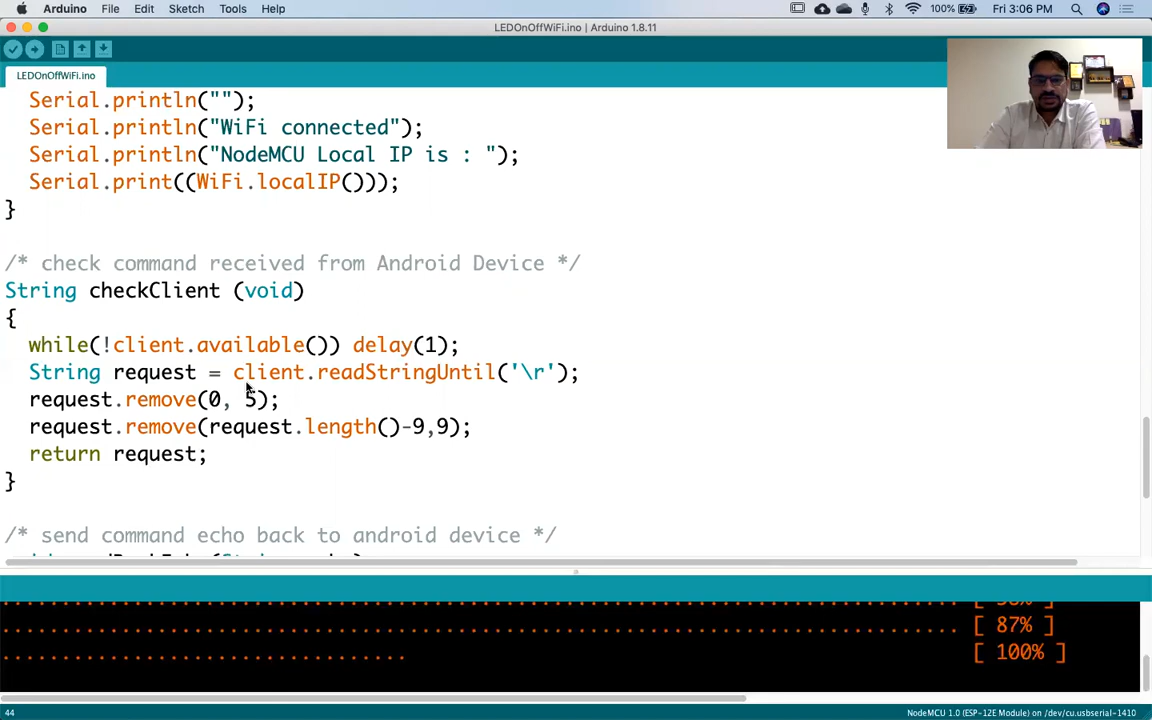 Arduino File Edit Sketch Tools Help 100% Fri 3:06 PM
LEDOnOffWiFi.ino | Arduino 1.8.11
LEDOnOffWiFi.ino
Serial.println("");
Serial.println("WiFi connected");
Serial.println("NodeMCU Local IP is : ");
Serial.print((WiFi.localIP()));
}
/* check command received from Android Device */
String checkClient (void)
{
while(!client.available()) delay(1);
String request = client.readStringUntil('\r');
request.remove(0, 5);
request.remove(request.length()-9,9);
return request;
}
/* send command echo back to android device */
................................................................................ 
................................................................................ [ 87% ]
.................................. [ 100% ]
44 NodeMCU 1.0 (ESP-12E Module) on /dev/cu.usbserial-1410